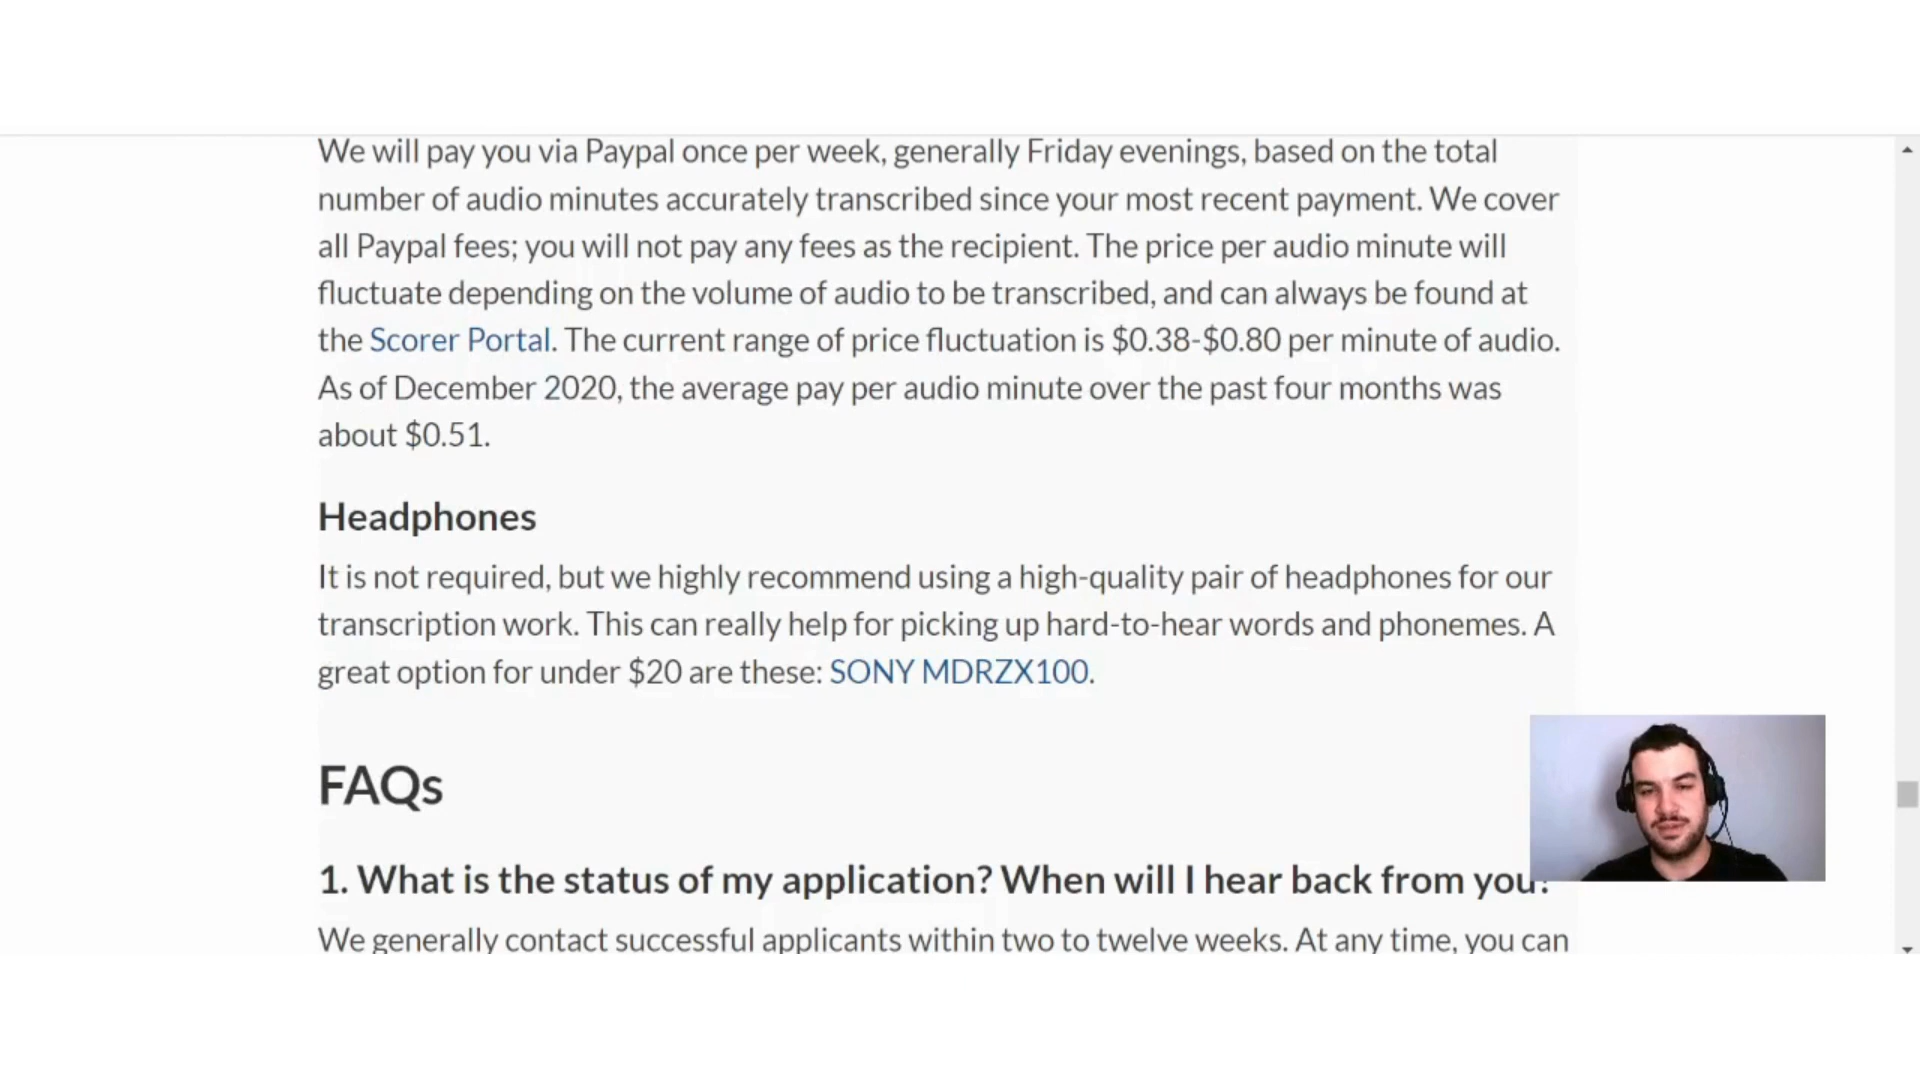 We will pay you via Paypal once per week, generally Friday evenings, based on the total
number of audio minutes accurately transcribed since your most recent payment. We cover
all Paypal fees; you will not pay any fees as the recipient. The price per audio minute will
fluctuate depending on the volume of audio to be transcribed, and can always be found at
the Scorer Portal. The current range of price fluctuation is $0.38-$0.80 per minute of audio.
As of December 2020, the average pay per audio minute over the past four months was
about $0.51.
Headphones
It is not required, but we highly recommend using a high-quality pair of headphones for our
transcription work. This can really help for picking up hard-to-hear words and phonemes. A
great option for under $20 are these: SONY MDRZX100.
FAQs
1. What is the status of my application? When will I hear back from you?
We generally contact successful applicants within two to twelve weeks. At any time, you can